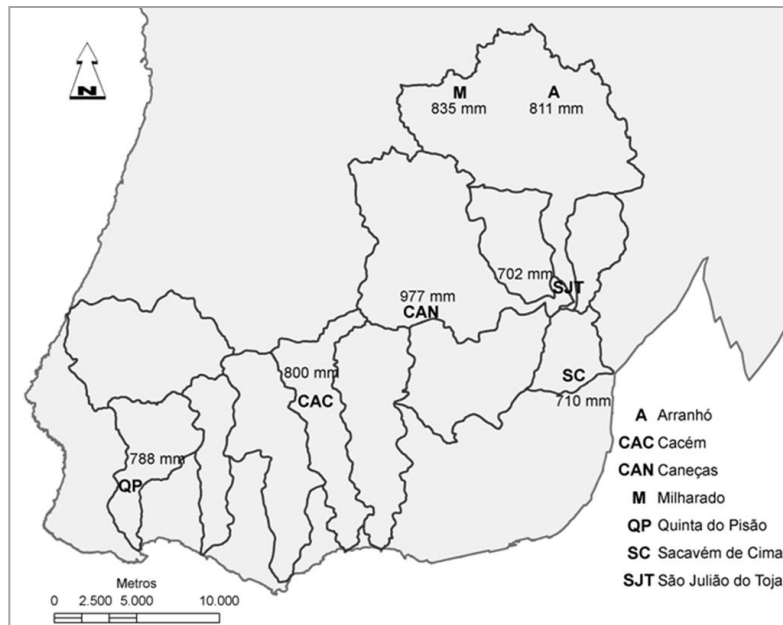 N
M
835 mm
A
811 mm
702 mm
SJT
977 mm
CAN
800 mm
CAC
SC
710 mm
788 mm
QP
A Arranhó
CAC Cacém
CAN Caneças
M Milharado
QP Quinta do Pisão
SC Sacavém de Cima
SJT São Julião do Toja
Metros
0 2.500 5.000 10.000